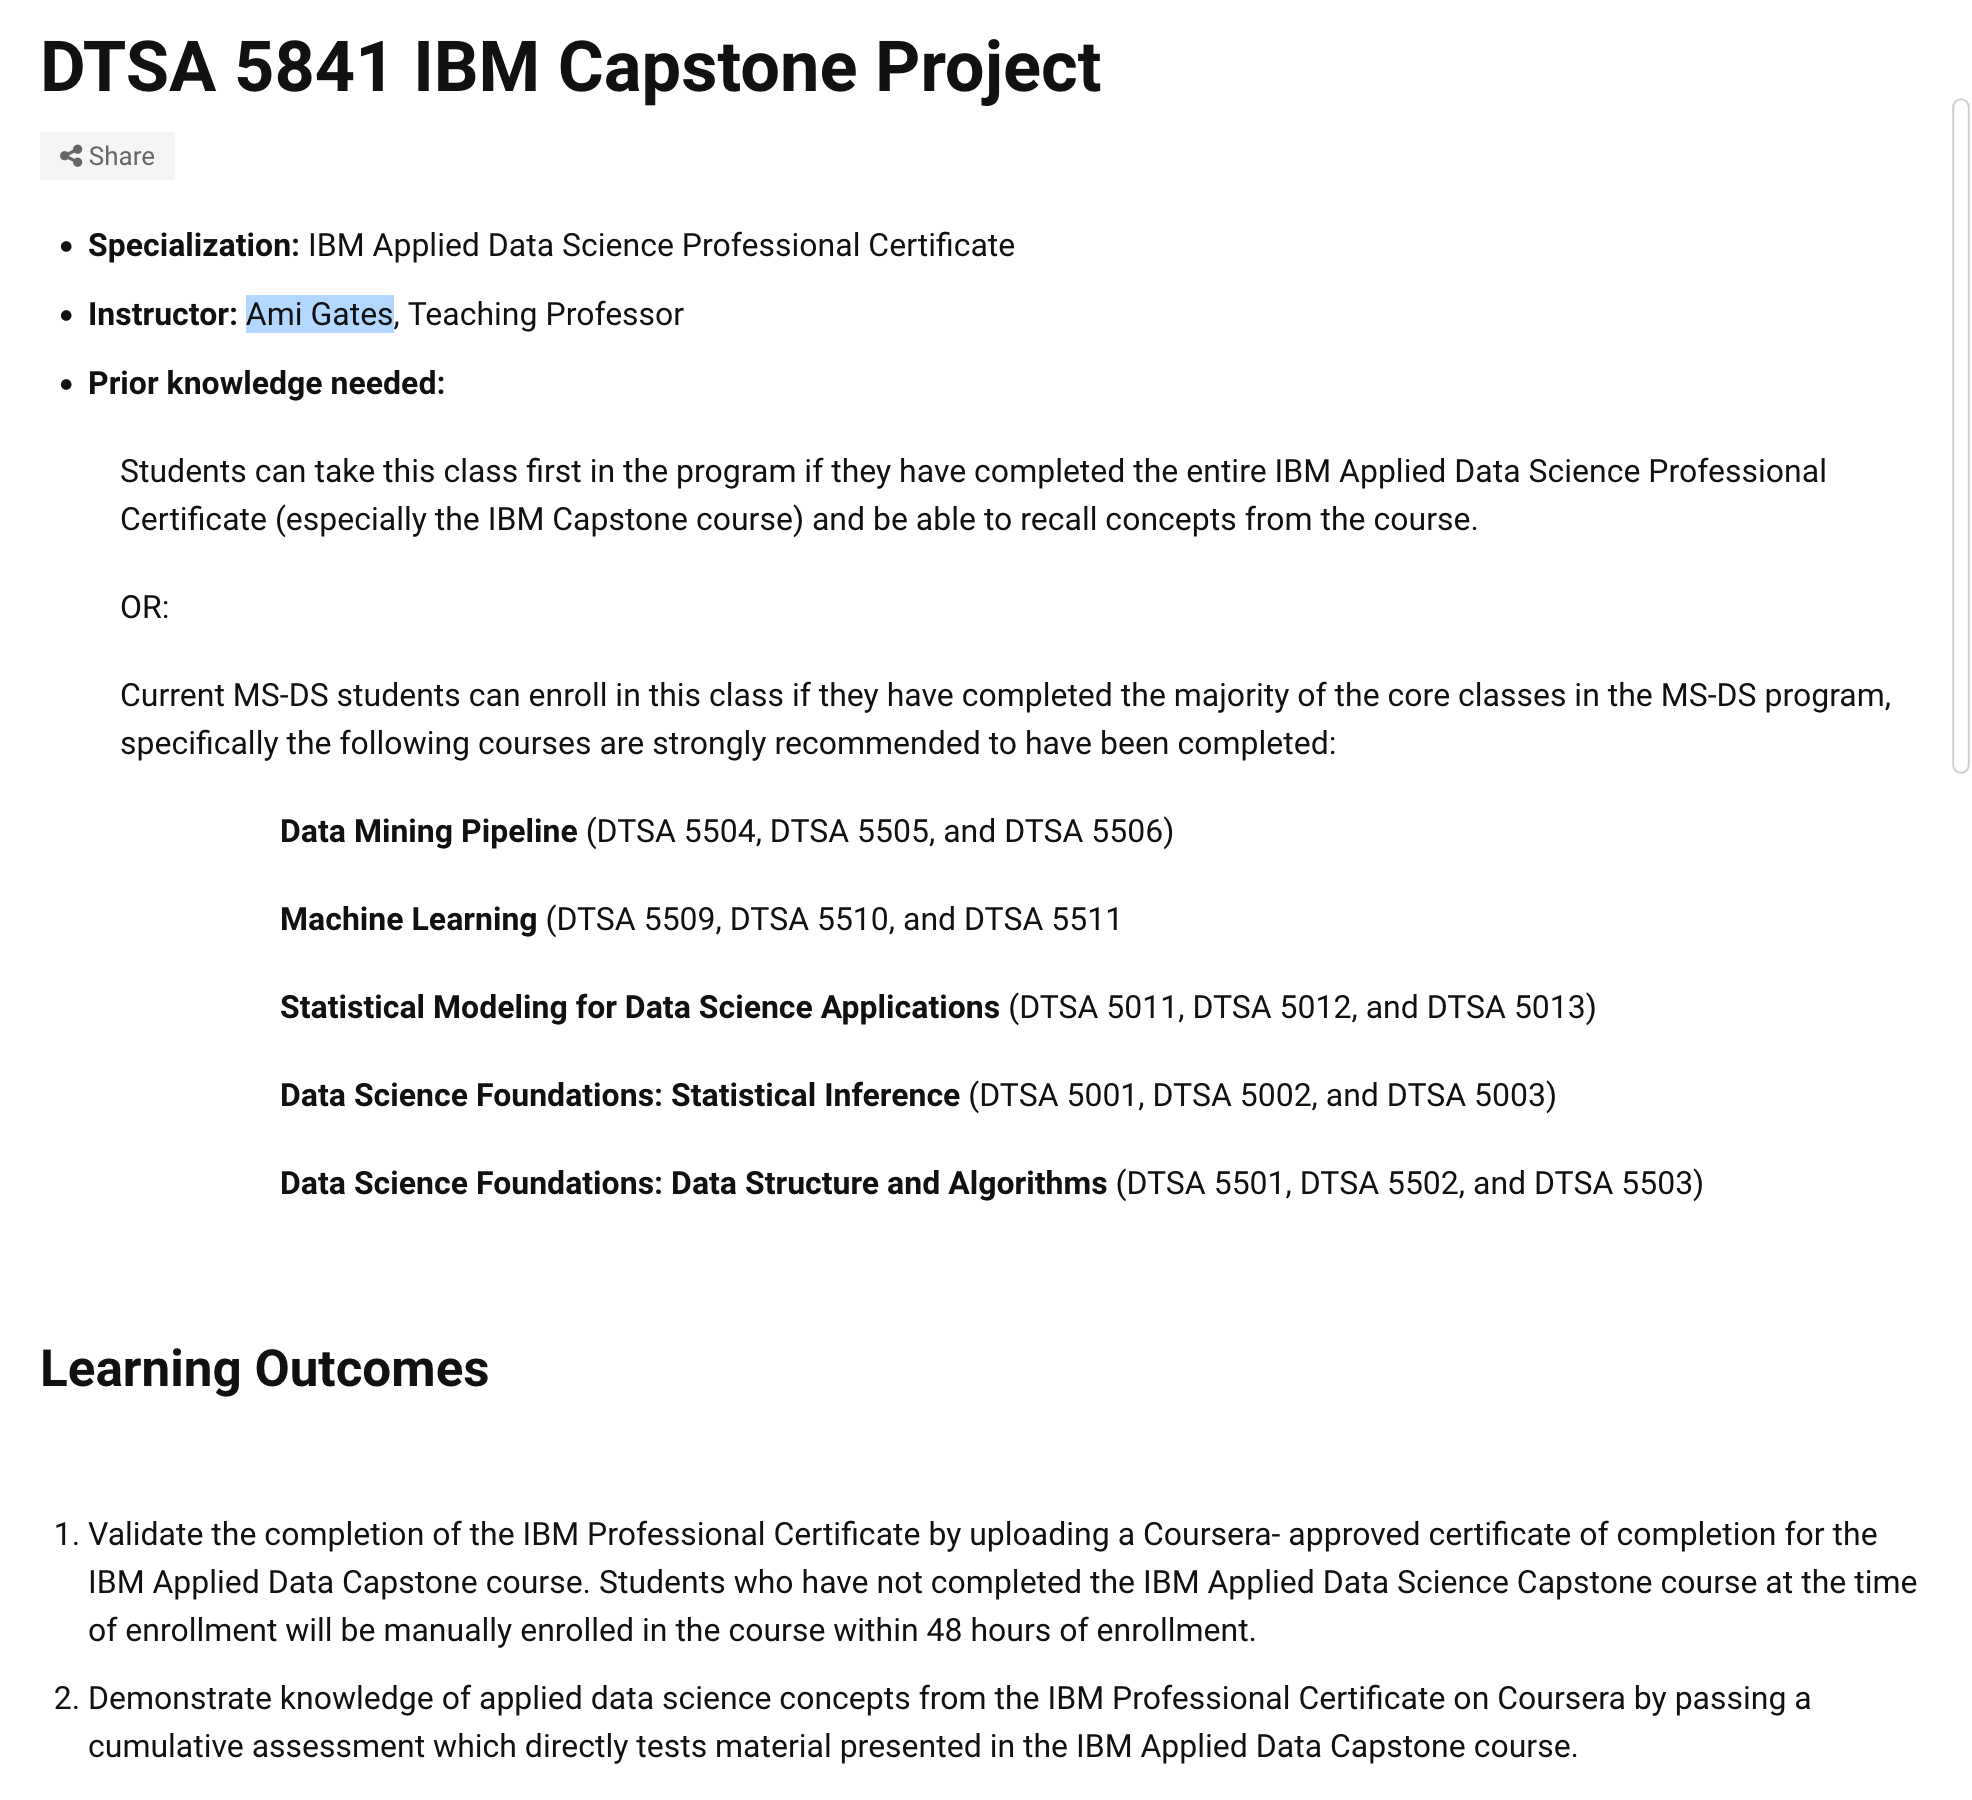 DTSA 5841 IBM Capstone Project
Share
• Specialization: IBM Applied Data Science Professional Certificate
• Instructor: Ami Gates, Teaching Professor
• Prior knowledge needed:
Students can take this class first in the program if they have completed the entire IBM Applied Data Science Professional
Certificate (especially the IBM Capstone course) and be able to recall concepts from the course.
OR:
Current MS-DS students can enroll in this class if they have completed the majority of the core classes in the MS-DS program,
specifically the following courses are strongly recommended to have been completed:
Data Mining Pipeline (DTSA 5504, DTSA 5505, and DTSA 5506)
Machine Learning (DTSA 5509, DTSA 5510, and DTSA 5511
Statistical Modeling for Data Science Applications (DTSA 5011, DTSA 5012, and DTSA 5013)
Data Science Foundations: Statistical Inference (DTSA 5001, DTSA 5002, and DTSA 5003)
Data Science Foundations: Data Structure and Algorithms (DTSA 5501, DTSA 5502, and DTSA 5503)
Learning Outcomes
1. Validate the completion of the IBM Professional Certificate by uploading a Coursera- approved certificate of completion for the
IBM Applied Data Capstone course. Students who have not completed the IBM Applied Data Science Capstone course at the time
of enrollment will be manually enrolled in the course within 48 hours of enrollment.
2. Demonstrate knowledge of applied data science concepts from the IBM Professional Certificate on Coursera by passing a
cumulative assessment which directly tests material presented in the IBM Applied Data Capstone course.